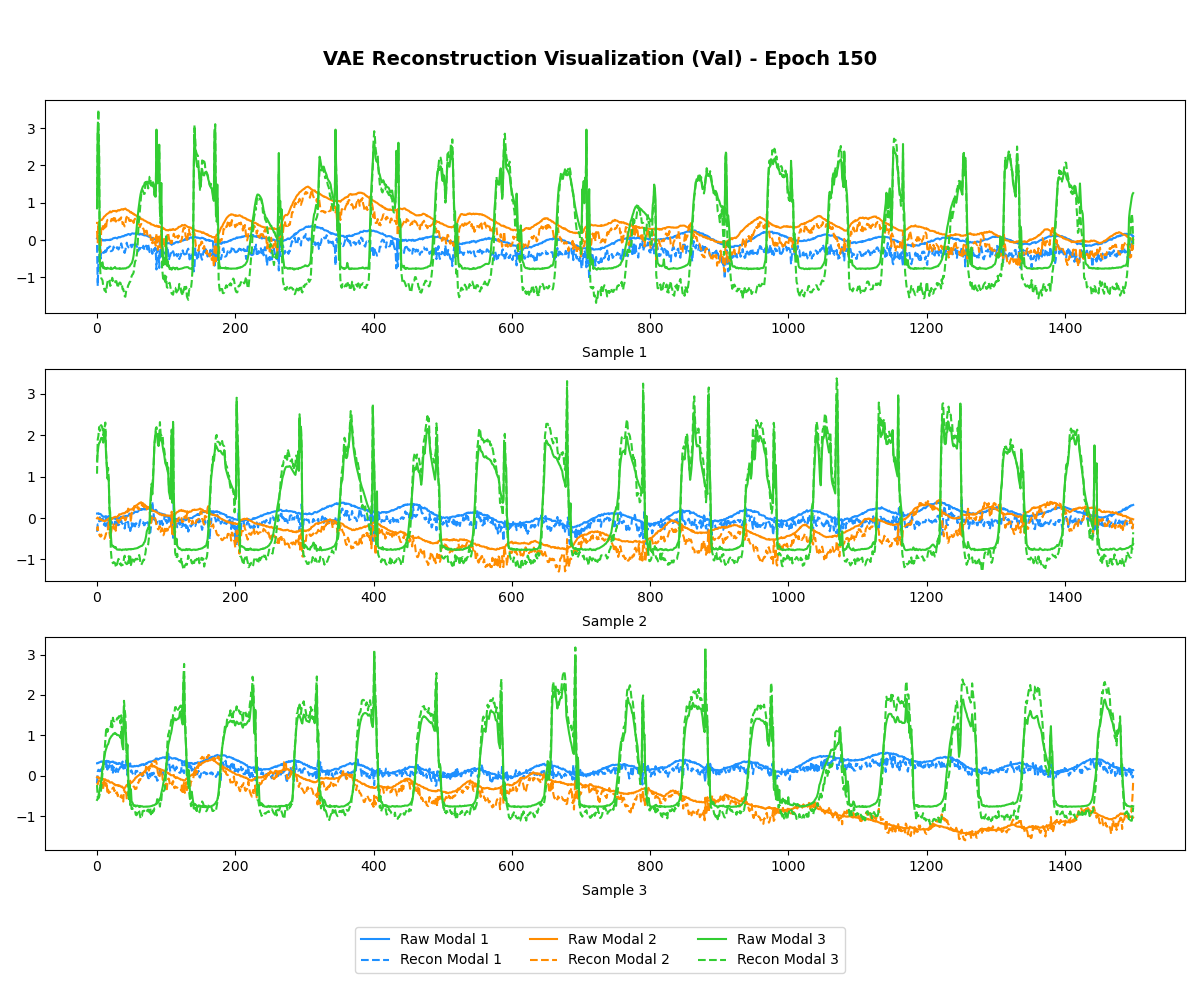 VAE Reconstruction Visualization (Val) - Epoch 150
3
2
1
0
−1
0 200 400 600 800 1000 1200 1400
Sample 1
3
2
1
0
−1
0 200 400 600 800 1000 1200 1400
Sample 2
3
2
1
0
−1
0 200 400 600 800 1000 1200 1400
Sample 3
Raw Modal 1 Raw Modal 2 Raw Modal 3
Recon Modal 1 Recon Modal 2 Recon Modal 3